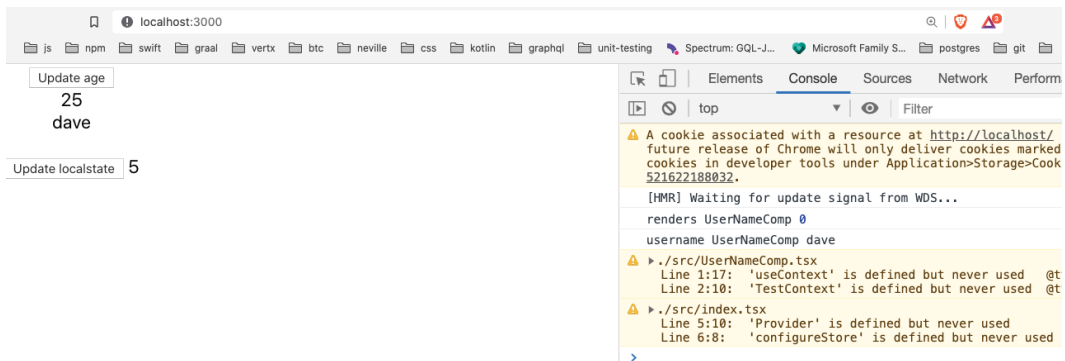 localhost:3000
3
js npm swift graal vertx btc neville css kotlin graphql unit-testing Spectrum: GQL-J... Microsoft Family S... postgres git
Update age
25
dave
Update localstate 5
Elements Console Sources Network Perform
top Filter
A cookie associated with a resource at http://localhost/
future release of Chrome will only deliver cookies marked
cookies in developer tools under Application>Storage>Cook
521622188032.
[HMR] Waiting for update signal from WDS...
renders UserNameComp 0
username UserNameComp dave
▸./src/UserNameComp.tsx
Line 1:17: 'useContext' is defined but never used @t
Line 2:10: 'TestContext' is defined but never used @t
▸./src/index.tsx
Line 5:10: 'Provider' is defined but never used
Line 6:8: 'configureStore' is defined but never used
>